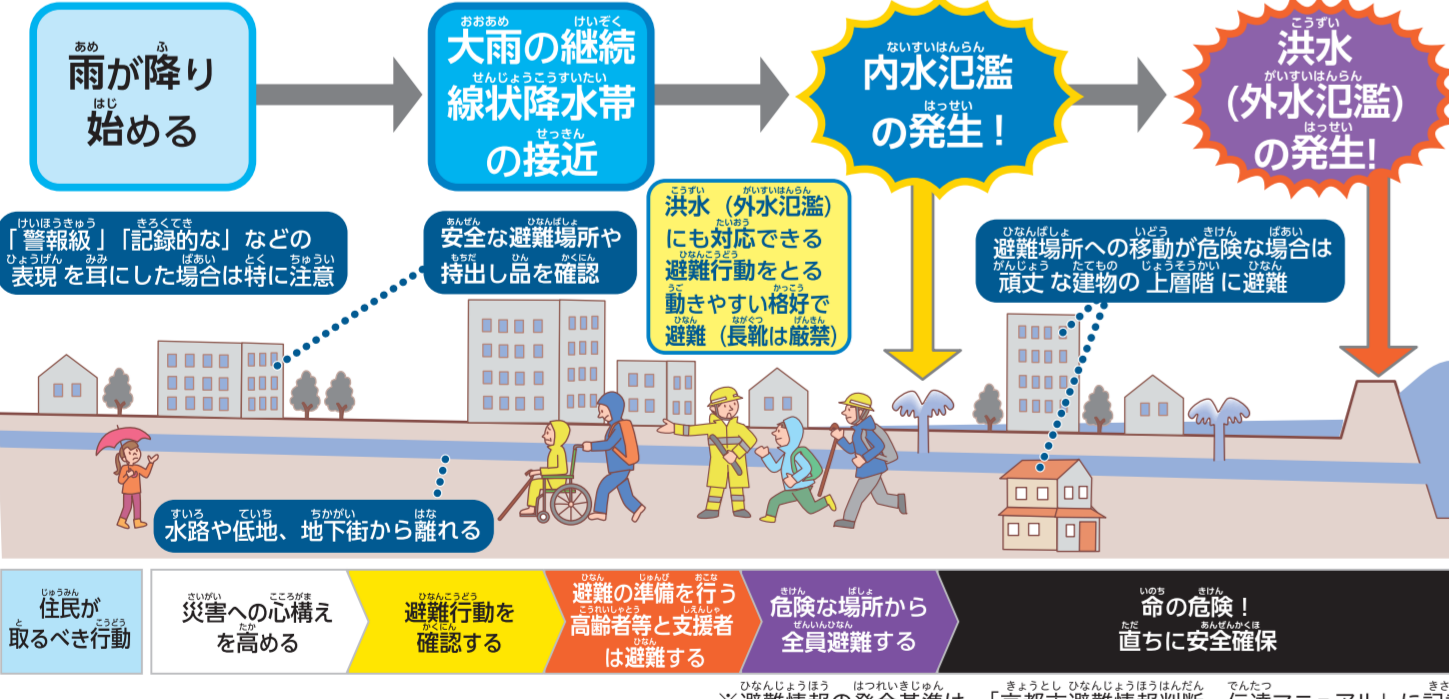 雨が降り
始める
大雨の継続
線状降水帯
の接近
内水氾濫
の発生！
洪水
(外水氾濫)
の発生!
「警報級」「記録的な」などの
表現を耳にした場合は特に注意
安全な避難場所や
持出し品を確認
洪水（外水氾濫）
にも対応できる
避難行動をとる
動きやすい格好で
避難（長靴は厳禁）
避難場所への移動が危険な場合は
頑丈な建物の上層階に避難
水路や低地、地下街から離れる
住民が
取るべき行動
災害への心構え
を高める
避難行動を
確認する
避難の準備を行う
高齢者等と支援者
は避難する
危険な場所から
全員避難する
命の危険！
直ちに安全確保